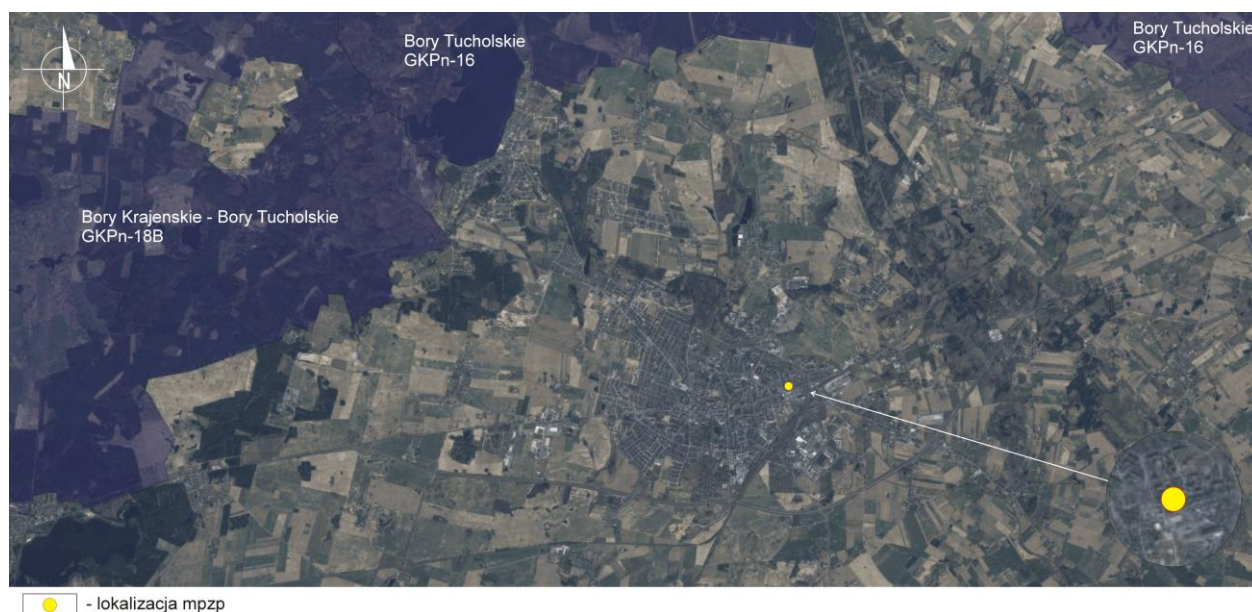 Bory Tucholskie
GKPn-16
Bory Tucholskie
GKPn-16
N
Bory Krajenskie - Bory Tucholskie
GKPn-18B
- lokalizacja mpzp